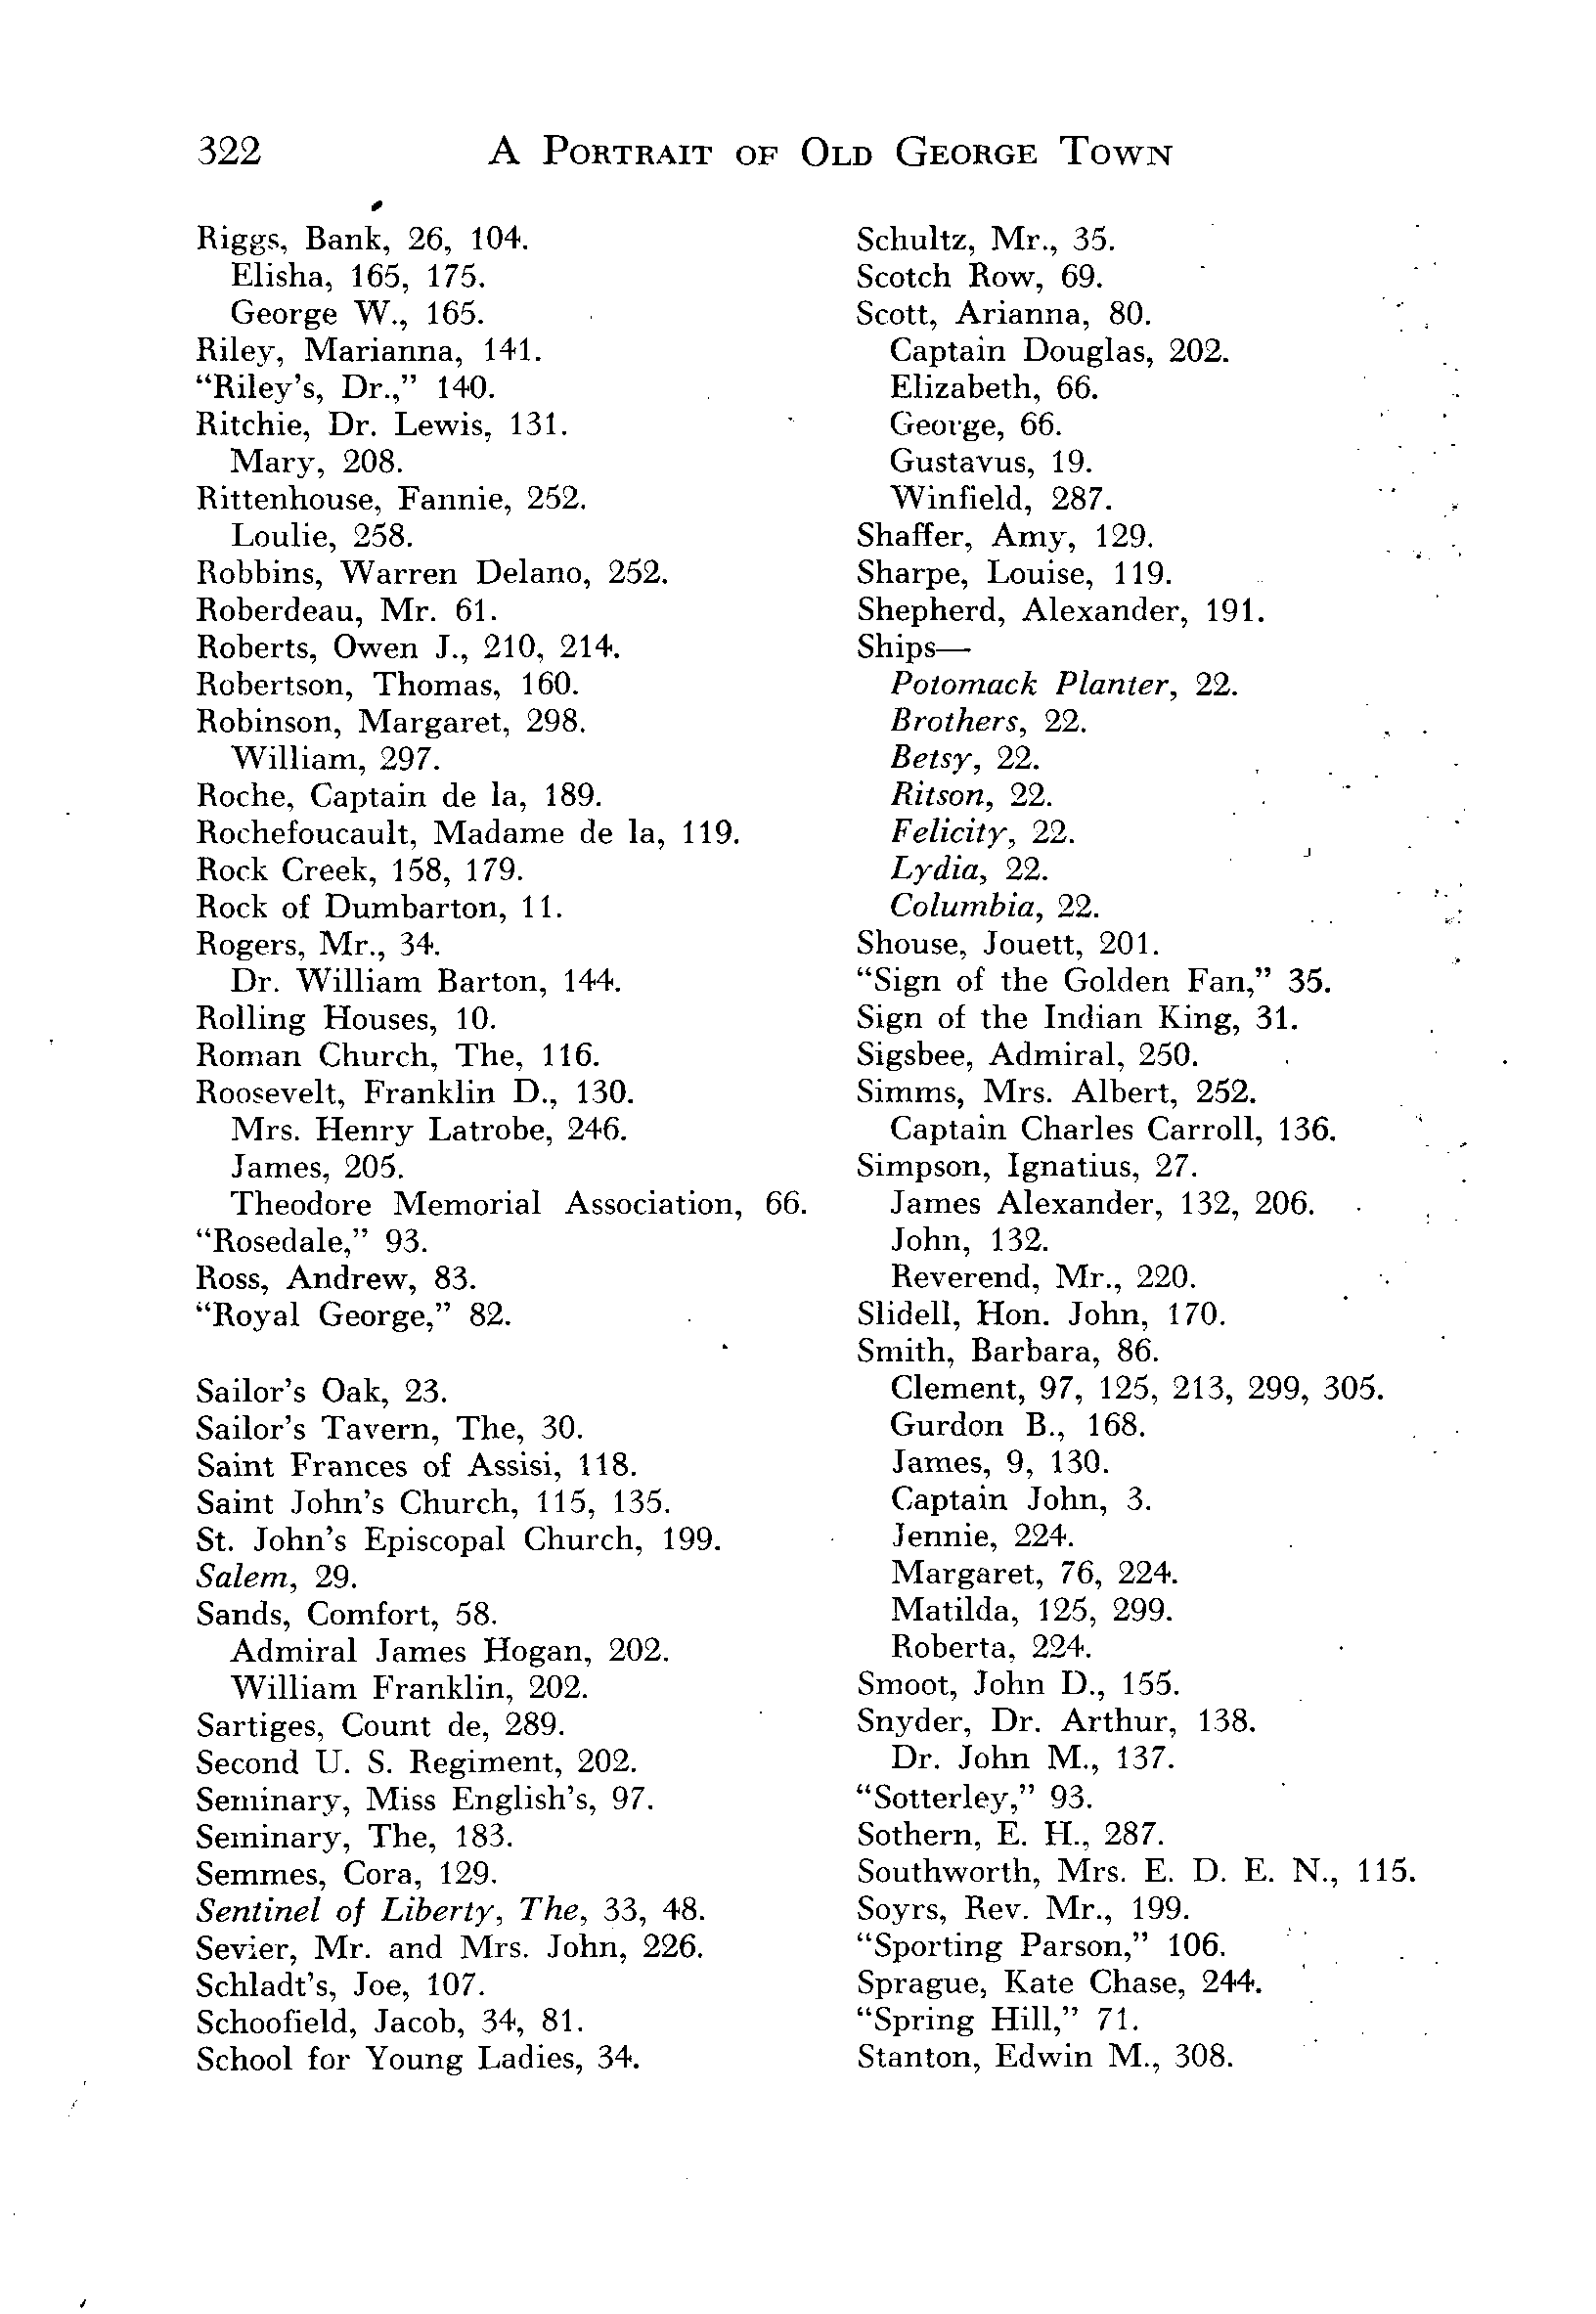 322 A PORTRAIT OF OLD GEORGE TOWN
Riggs, Bank, 26, 104.
Elisha, 165, 175.
George W., 165.
Riley, Marianna, 141.
“Riley’s, Dr.,” 140.
Ritchie, Dr. Lewis, 131.
Mary, 208.
Rittenhouse, Fannie, 252.
Loulie, 258.
Robbins, Warren Delano, 252.
Roberdeau, Mr. 61.
Roberts, Owen J., 210, 214.
Robertson, Thomas, 160.
Robinson, Margaret, 298.
William, 297.
Roche, Captain de la, 189.
Rochefoucault, Madame de la, 119.
Rock Creek, 158, 179.
Rock of Dumbarton, 11.
Rogers, Mr., 34.
Dr. William Barton, 144.
Rolling Houses, 10.
Roman Church, The, 116.
Roosevelt, Franklin D., 130.
Mrs. Henry Latrobe, 246.
James, 205.
Theodore Memorial Association, 66.
“Rosedale,” 93.
Ross, Andrew, 83.
“Royal George,” 82.
Sailor’s Oak, 23.
Sailor’s Tavern, The, 30.
Saint Frances of Assisi, 118.
Saint John’s Church, 115, 135.
St. John’s Episcopal Church, 199.
Salem, 29.
Sands, Comfort, 58.
Admiral James Hogan, 202.
William Franklin, 202.
Sartiges, Count de, 289.
Second U. S. Regiment, 202.
Seminary, Miss English’s, 97.
Seminary, The, 183.
Semmes, Cora, 129.
Sentinel of Liberty, The, 33, 48.
Sevier, Mr. and Mrs. John, 226.
Schladt’s, Joe, 107.
Schoofield, Jacob, 34, 81.
School for Young Ladies, 34.
Schultz, Mr., 35.
Scotch Row, 69.
Scott, Arianna, 80.
Captain Douglas, 202.
Elizabeth, 66.
George, 66.
Gustavus, 19.
Winfield, 287.
Shaffer, Amy, 129.
Sharpe, Louise, 119.
Shepherd, Alexander, 191.
Ships—
Potomack Planter, 22.
Brothers, 22.
Betsy, 22.
Ritson, 22.
Felicity, 22.
Lydia, 22.
Columbia, 22.
Shouse, Jouett, 201.
“Sign of the Golden Fan,” 35.
Sign of the Indian King, 31.
Sigsbee, Admiral, 250.
Simms, Mrs. Albert, 252.
Captain Charles Carroll, 136.
Simpson, Ignatius, 27.
James Alexander, 132, 206.
John, 132.
Reverend, Mr., 220.
Slidell, Hon. John, 170.
Smith, Barbara, 86.
Clement, 97, 125, 213, 299, 305.
Gurdon B., 168.
James, 9, 130.
Captain John, 3.
Jennie, 224.
Margaret, 76, 224.
Matilda, 125, 299.
Roberta, 224.
Smoot, John D., 155.
Snyder, Dr. Arthur, 138.
Dr. John M., 137.
“Sotterley,” 93.
Sothern, E. H., 287.
Southworth, Mrs. E. D. E. N., 115.
Soyrs, Rev. Mr., 199.
“Sporting Parson,” 106.
Sprague, Kate Chase, 244.
“Spring Hill,” 71.
Stanton, Edwin M., 308.